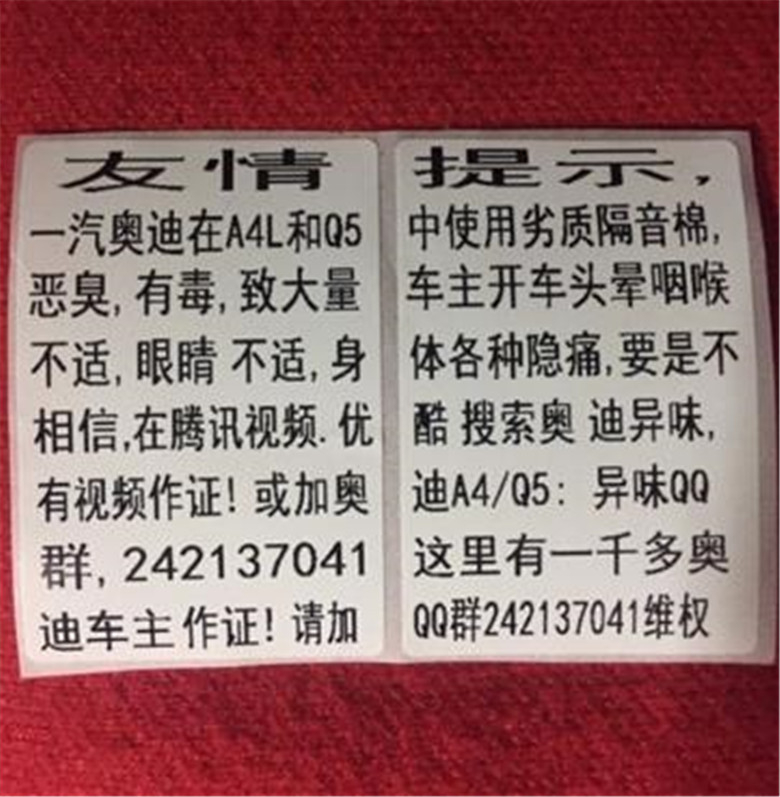 友情 提示,
一汽奥迪在A4L和Q5 中使用劣质隔音棉,
恶臭, 有毒, 致大量 车主开车头晕咽喉
不适, 眼睛 不适, 身 体各种隐痛, 要是不
相信, 在腾讯视频. 优 酷 搜索奥 迪异味,
有视频作证! 或加奥 迪A4/Q5: 异味QQ
群, 242137041 这里有一千多奥
迪车主作证! 请加 QQ群242137041维权